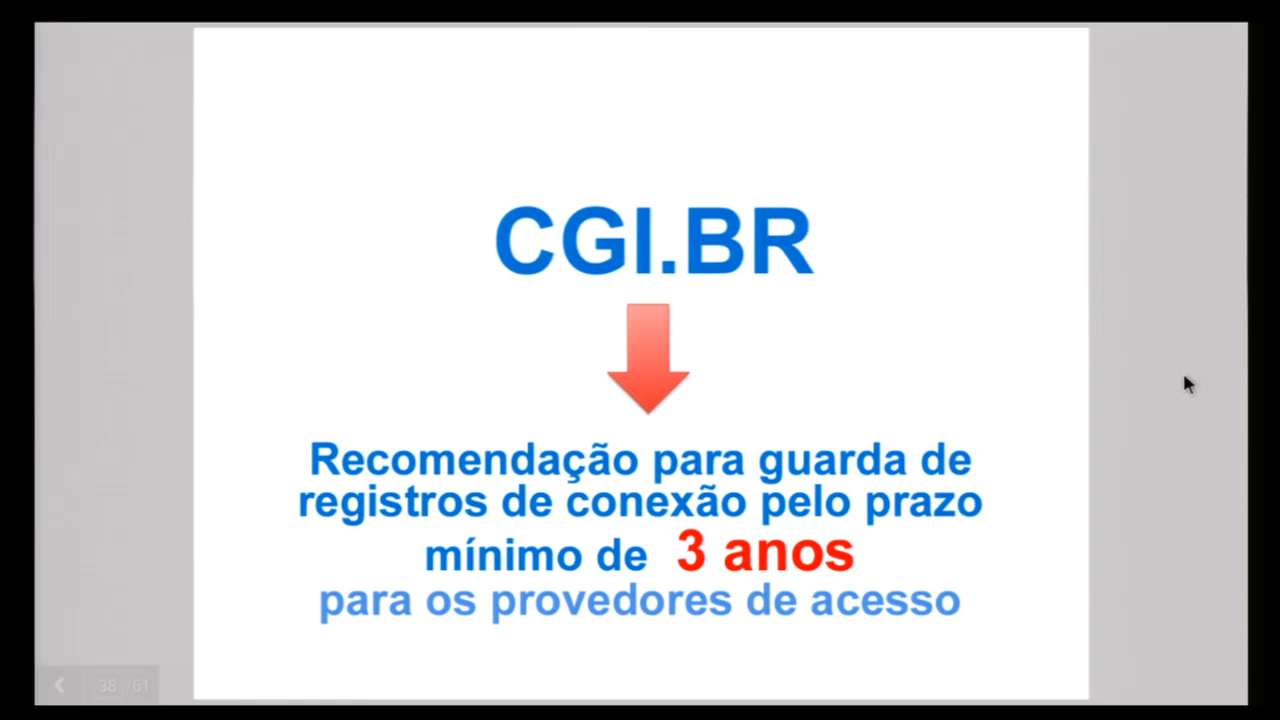 CGI.BR
Recomendação para guarda de
registros de conexão pelo prazo
mínimo de 3 anos
para os provedores de acesso
38 /61